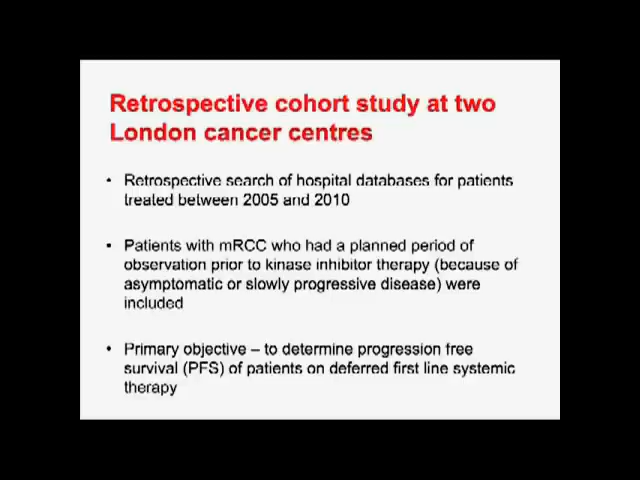 Retrospective cohort study at two
London cancer centres
• Retrospective search of hospital databases for patients
treated between 2005 and 2010
• Patients with mRCC who had a planned period of
observation prior to kinase inhibitor therapy (because of
asymptomatic or slowly progressive disease) were
included
• Primary objective – to determine progression free
survival (PFS) of patients on deferred first line systemic
therapy